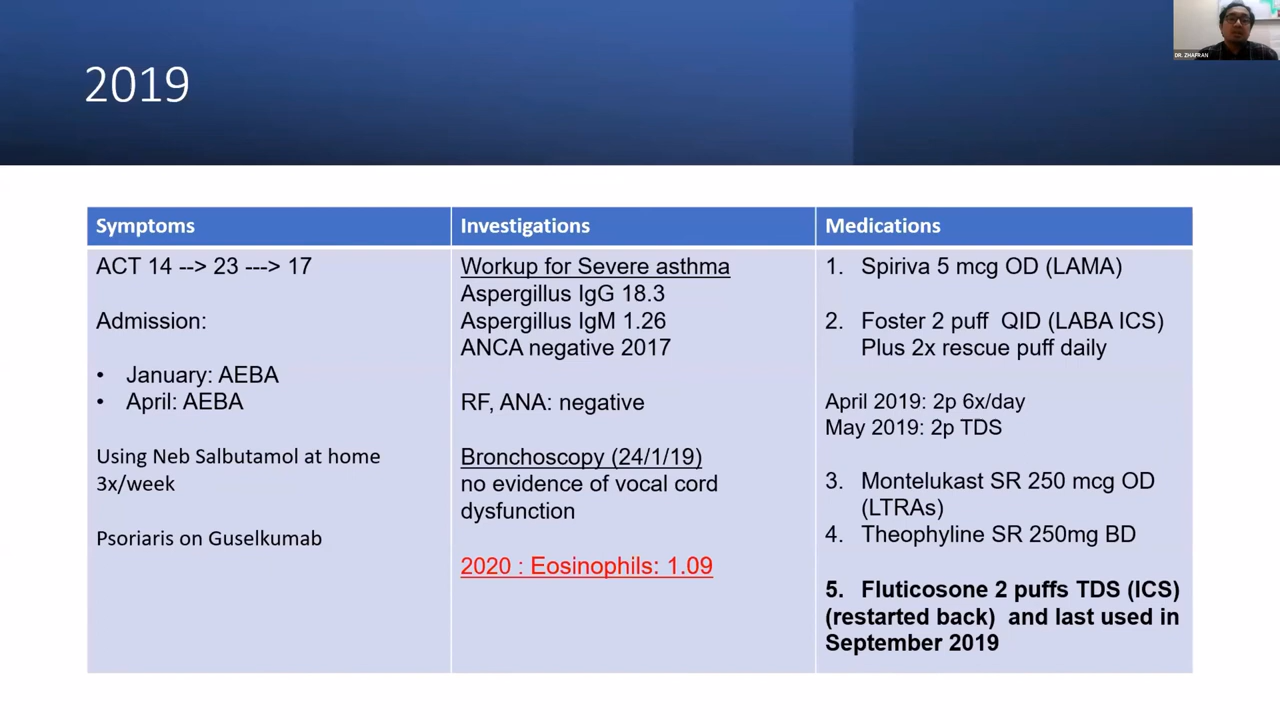 DR. ZHAFRAN
2019
Symptoms
ACT 14 --> 23 ---> 17
Admission:
• January: AEBA
• April: AEBA
Using Neb Salbutamol at home
3x/week
Psoriaris on Guselkumab
Investigations
Workup for Severe asthma
Aspergillus IgG 18.3
Aspergillus IgM 1.26
ANCA negative 2017
RF, ANA: negative
Bronchoscopy (24/1/19)
no evidence of vocal cord
dysfunction
2020 : Eosinophils: 1.09
Medications
1. Spiriva 5 mcg OD (LAMA)
2. Foster 2 puff QID (LABA ICS)
Plus 2x rescue puff daily
April 2019: 2p 6x/day
May 2019: 2p TDS
3. Montelukast SR 250 mcg OD
(LTRAs)
4. Theophyline SR 250mg BD
5. Fluticosone 2 puffs TDS (ICS)
(restarted back) and last used in
September 2019